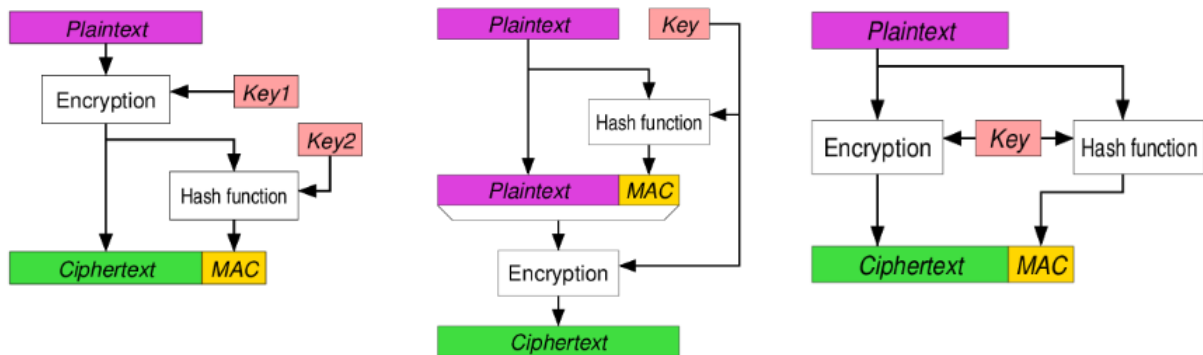 Plaintext
Encryption
Key1
Key2
Hash function
Ciphertext MAC
Plaintext
Key
Hash function
Plaintext MAC
Encryption
Ciphertext
Plaintext
Encryption
Key
Hash function
Ciphertext MAC